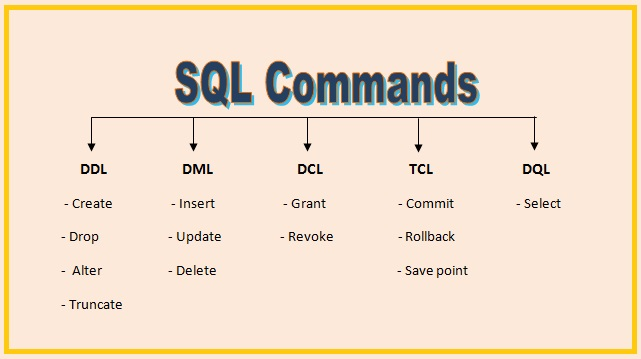 SQL Commands
DDL DML DCL TCL DQL
- Create - Insert - Grant - Commit - Select
- Drop - Update - Revoke - Rollback
- Alter - Delete - Save point
- Truncate